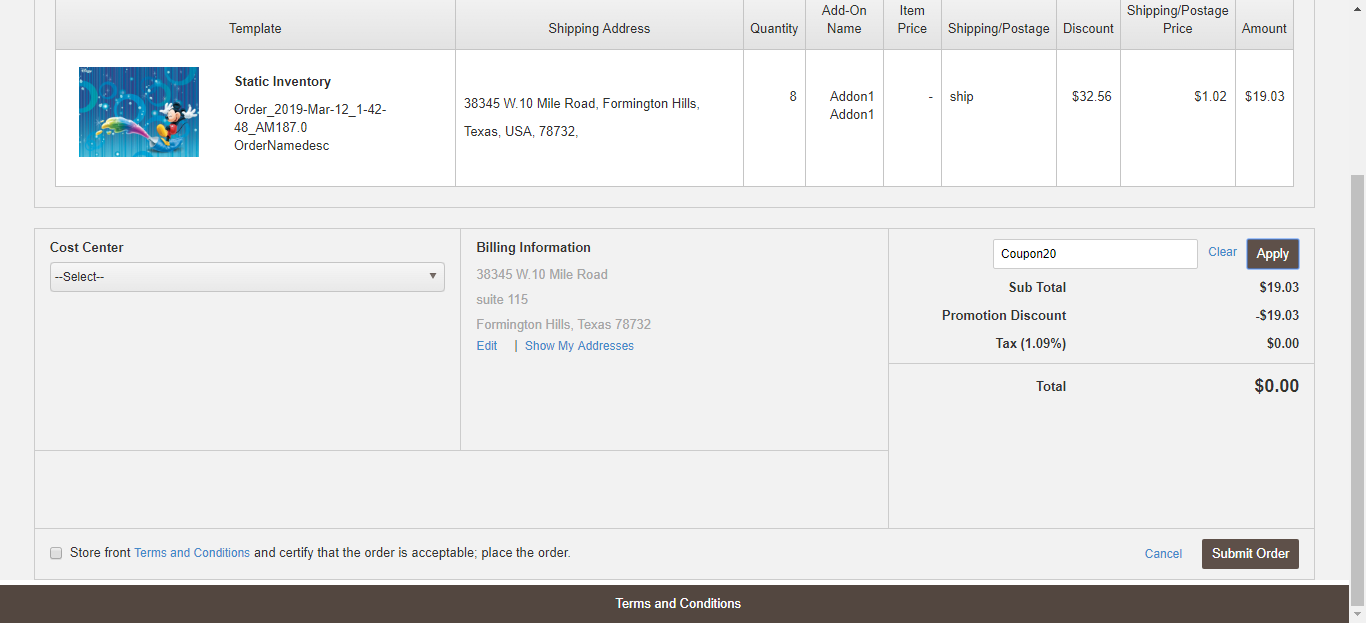 Template
Shipping Address
Quantity
Add-On
Name
Item
Price
Shipping/Postage
Discount
Shipping/Postage
Price
Amount
Static Inventory
Order_2019-Mar-12_1-42-
48_AM187.0
OrderNamedesc
38345 W.10 Mile Road, Formington Hills,
Texas, USA, 78732,
8
Addon1
Addon1
-
ship
$32.56
$1.02
$19.03
Cost Center
--Select--
Billing Information
38345 W.10 Mile Road
suite 115
Formington Hills, Texas 78732
Edit | Show My Addresses
Coupon20 Clear Apply
Sub Total $19.03
Promotion Discount -$19.03
Tax (1.09%) $0.00
Total $0.00
Store front Terms and Conditions and certify that the order is acceptable; place the order.
Cancel Submit Order
Terms and Conditions